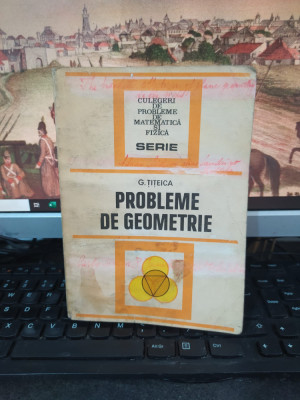 CULEGERI
DE
PROBLEME
DE
MATEMATICĂ
ȘI
FIZICĂ
SERIE
G. ȚIȚEICA
PROBLEME
DE GEOMETRIE